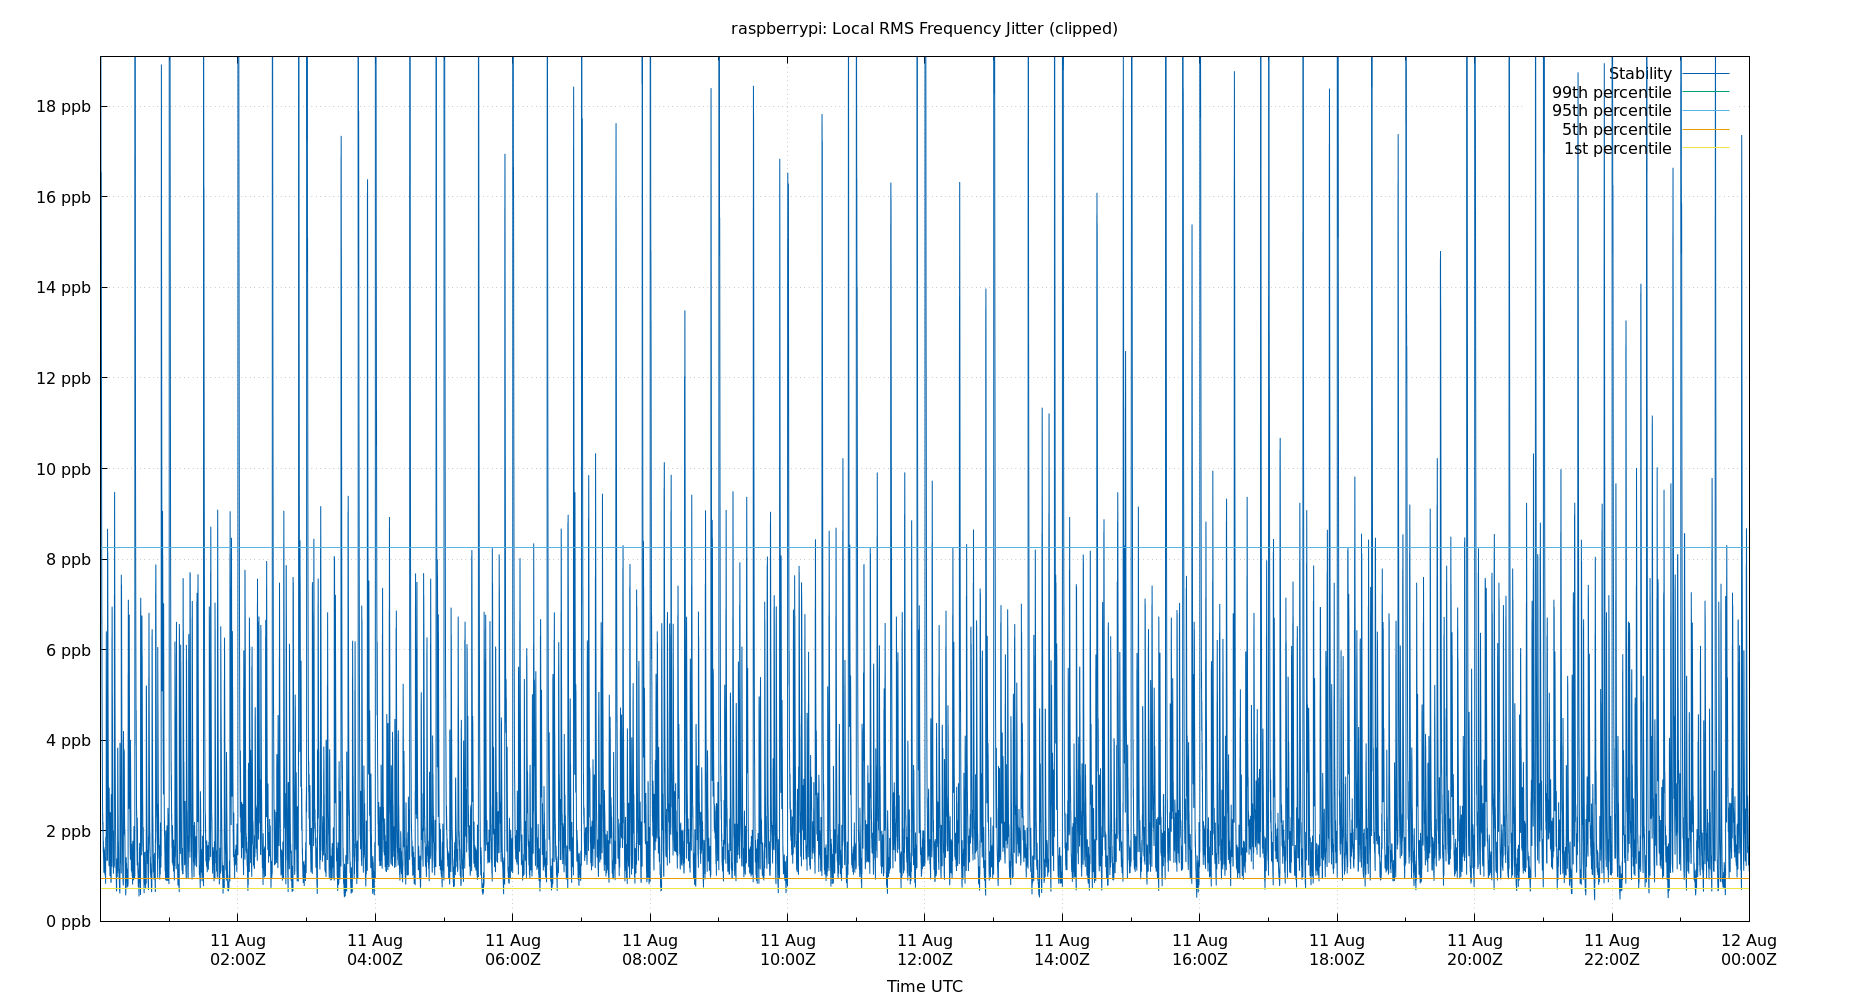 raspberrypi: Local RMS Frequency Jitter (clipped)
Stability
99th percentile
95th percentile
5th percentile
1st percentile
18 ppb
16 ppb
14 ppb
12 ppb
10 ppb
8 ppb
6 ppb
4 ppb
2 ppb
0 ppb
11 Aug 11 Aug 11 Aug 11 Aug 11 Aug 11 Aug 11 Aug 11 Aug 11 Aug 11 Aug 11 Aug 12 Aug
02:00Z 04:00Z 06:00Z 08:00Z 10:00Z 12:00Z 14:00Z 16:00Z 18:00Z 20:00Z 22:00Z 00:00Z
Time UTC